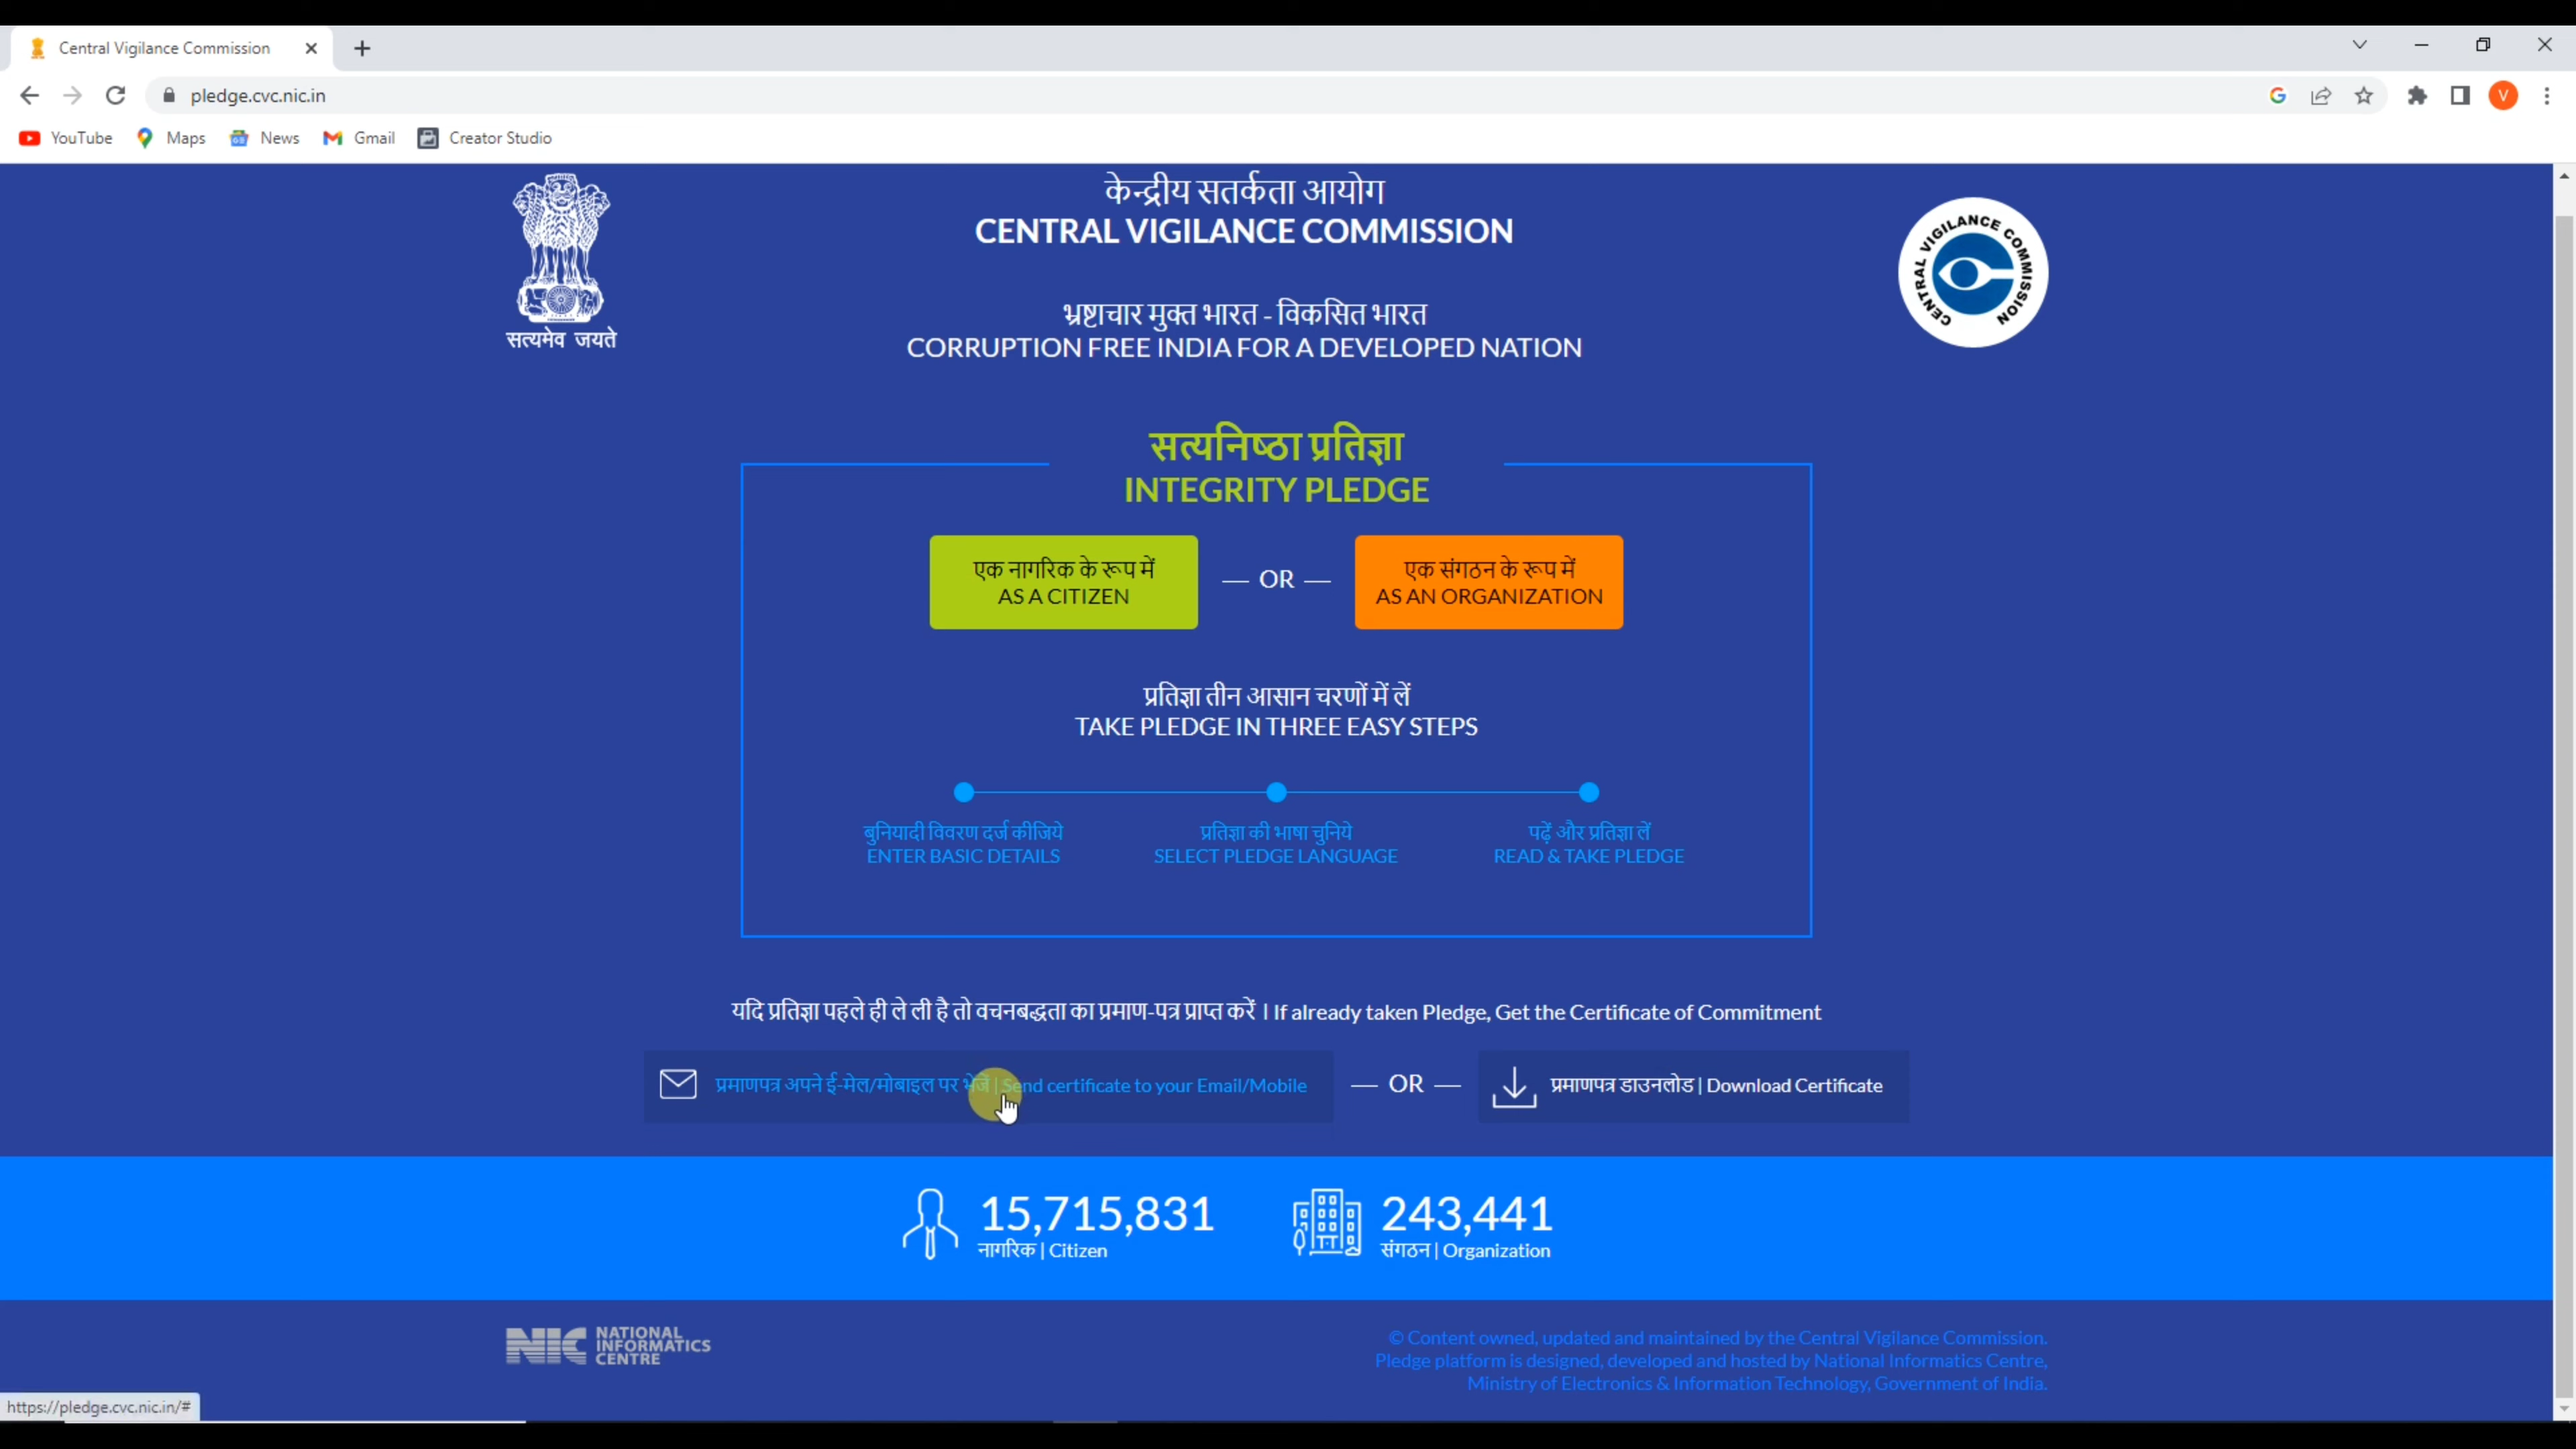 Central Vigilance Commission
pledge.cvc.nic.in
V
YouTube
Maps
News
Gmail
Creator Studio
सत्यमेव जयते
केन्द्रीय सतर्कता आयोग
CENTRAL VIGILANCE COMMISSION
भ्रष्टाचार मुक्त भारत - विकसित भारत
CORRUPTION FREE INDIA FOR A DEVELOPED NATION
CENTRAL VIGILANCE COMMISSION
सत्यनिष्ठा प्रतिज्ञा
INTEGRITY PLEDGE
एक नागरिक के रूप में
AS A CITIZEN
— OR —
एक संगठन के रूप में
AS AN ORGANIZATION
प्रतिज्ञा तीन आसान चरणों में लें
TAKE PLEDGE IN THREE EASY STEPS
बुनियादी विवरण दर्ज कीजिये
ENTER BASIC DETAILS
प्रतिज्ञा की भाषा चुनिये
SELECT PLEDGE LANGUAGE
पढ़ें और प्रतिज्ञा लें
READ & TAKE PLEDGE
यदि प्रतिज्ञा पहले ही ले ली है तो वचनबद्धता का प्रमाण-पत्र प्राप्त करें । If already taken Pledge, Get the Certificate of Commitment
प्रमाणपत्र अपने ई-मेल/मोबाइल पर भेजें | Send certificate to your Email/Mobile
— OR —
प्रमाणपत्र डाउनलोड | Download Certificate
15,715,831
नागरिक | Citizen
243,441
संगठन | Organization
NIC NATIONAL INFORMATICS CENTRE
© Content owned, updated and maintained by the Central Vigilance Commission.
Pledge platform is designed, developed and hosted by National Informatics Centre,
Ministry of Electronics & Information Technology, Government of India.
https://pledge.cvc.nic.in/#